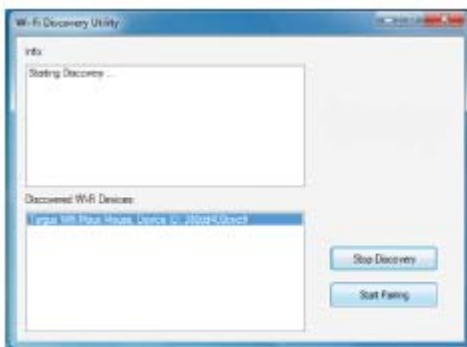 Wi-Fi Discovery Utility
Info:
Starting Discovery ...
Discovered Wi-Fi Devices:
Targus Wifi Mouse, Device ID:
Stop Discovery
Start Pairing